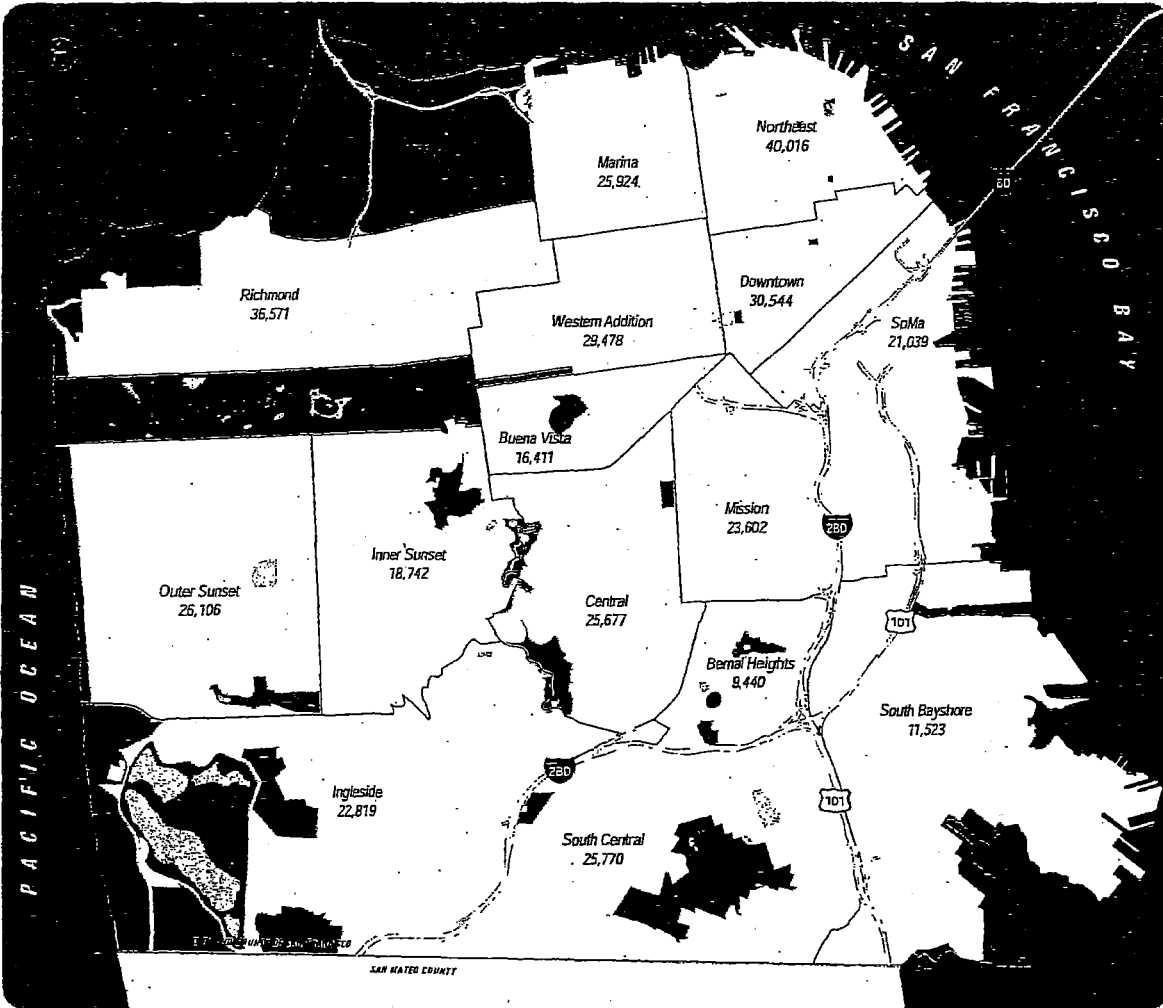 SAN FRANCISCO BAY
Northeast
40,016
Marina
25,924
80
Richmond
36,571
Downtown
30,544
Western Addition
29,478
SoMa
21,039
Buena Vista
16,411
Mission
23,602
280
Inner Sunset
18,742
Outer Sunset
26,106
Central
25,677
101
Bernal Heights
9,440
PACIFIC OCEAN
South Bayshore
11,523
280
Ingleside
22,819
101
South Central
25,770
SAN MATEO COUNTY